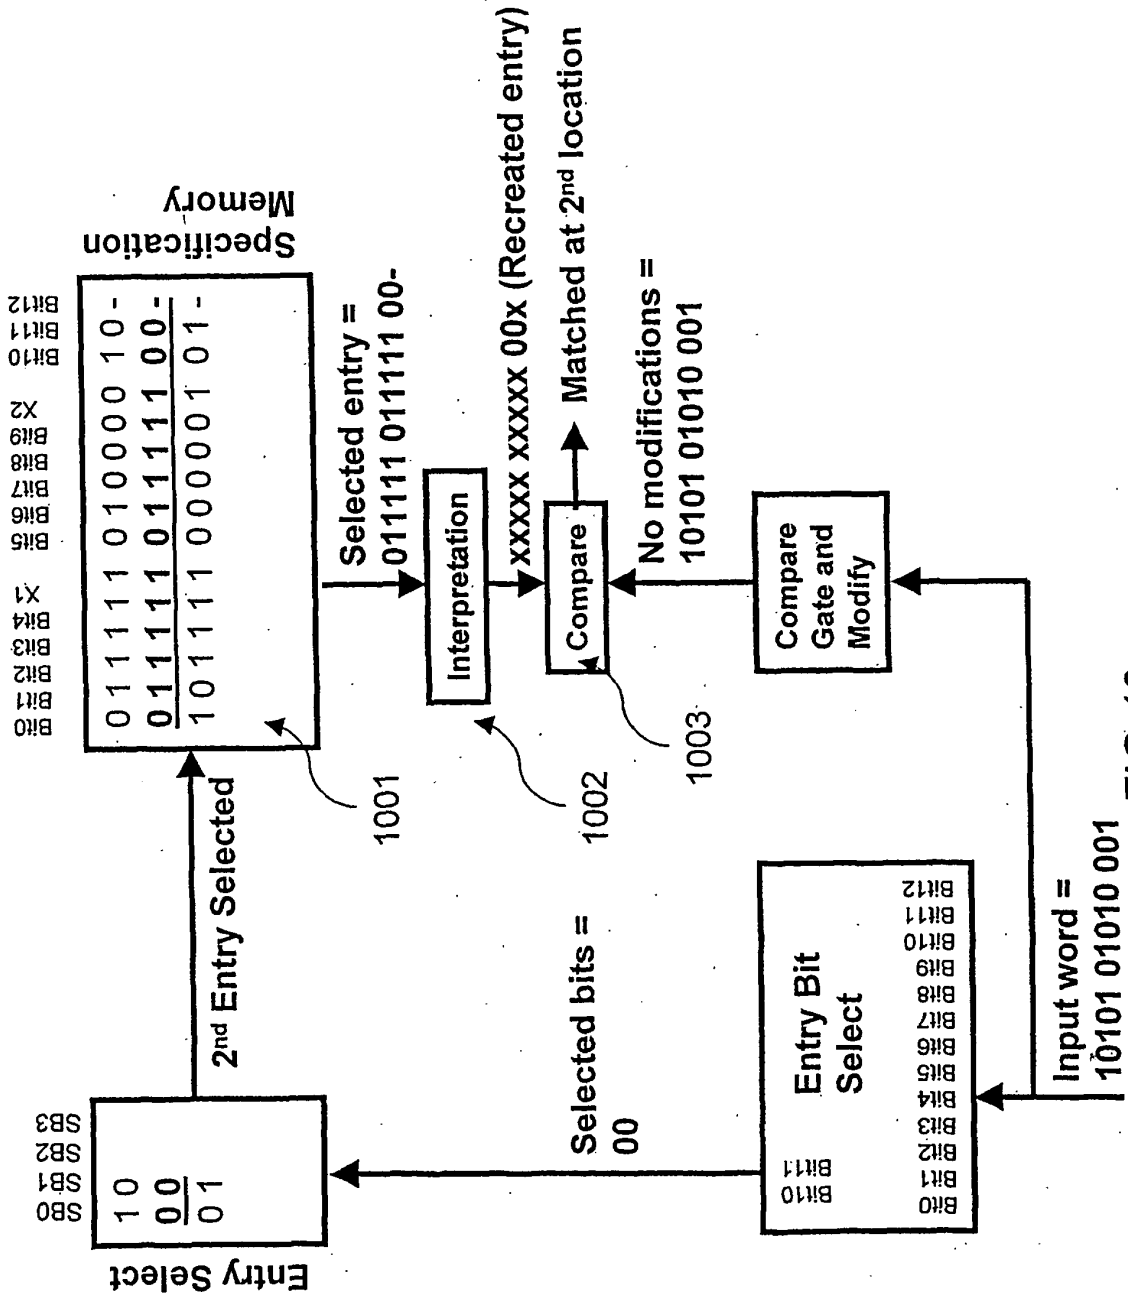 Entry Select
SB0 SB1 SB2 SB3
1 0
0 0
0 1
2nd Entry Selected
Specification
Memory
Bit0 Bit1 Bit2 Bit3 Bit4 X1 Bit5 Bit6 Bit7 Bit8 Bit9 X2 Bit10 Bit11 Bit12
0 1 1 1 1 1 0 1 0 0 0 0 1 0 -
0 1 1 1 1 1 0 1 1 1 1 1 0 0 -
1 0 1 1 1 1 0 0 0 0 0 1 0 1 -
1001
Selected entry =
011111 011111 00-
Interpretation
1002
xxxxx xxxxx 00x (Recreated entry)
Compare
Matched at 2nd location
1003
No modifications =
10101 01010 001
Compare
Gate and
Modify
Selected bits =
00
Bit10 Bit11
Entry Bit
Select
Bit0 Bit1 Bit2 Bit3 Bit4 Bit5 Bit6 Bit7 Bit8 Bit9 Bit10 Bit11 Bit12
Input word =
10101 01010 001